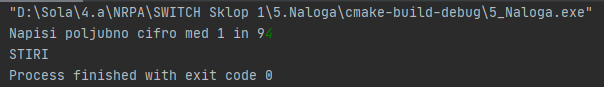 "D:\Sola\4.a\NRPA\SWITCH Sklop 1\5.Naloga\cmake-build-debug\5_Naloga.exe"
Napisi poljubno cifro med 1 in 94
STIRI
Process finished with exit code 0